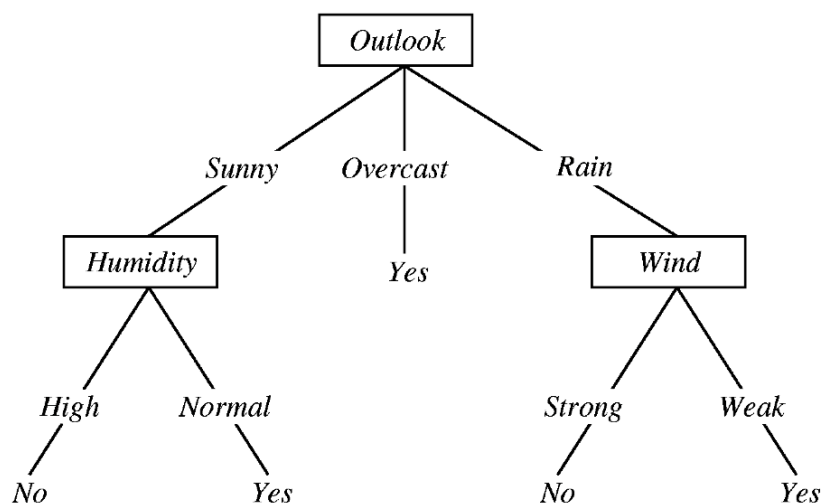 Outlook
Sunny Overcast Rain
Humidity Yes Wind
High Normal Strong Weak
No Yes No Yes